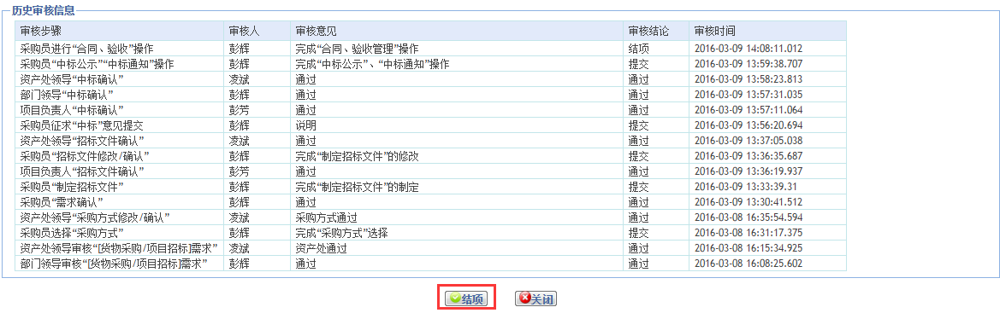 历史审核信息
审核步骤 审核人 审核意见 审核结论 审核时间
采购员进行“合同、验收”操作 彭辉 完成“合同、验收管理”操作 结项 2016-03-09 14:08:11.012
采购员“中标公示”“中标通知”操作 彭辉 完成“中标公示”、“中标通知”操作 提交 2016-03-09 13:59:38.707
资产处领导“中标确认” 凌斌 通过 通过 2016-03-09 13:58:23.813
部门领导“中标确认” 彭辉 通过 通过 2016-03-09 13:57:31.035
项目负责人“中标确认” 彭芳 通过 通过 2016-03-09 13:57:11.064
采购员征求“中标”意见提交 彭辉 说明 提交 2016-03-09 13:56:20.694
资产处领导“招标文件确认” 凌斌 通过 通过 2016-03-09 13:37:05.038
采购员“招标文件修改/确认” 彭辉 完成“制定招标文件”的修改 提交 2016-03-09 13:36:35.687
项目负责人“招标文件确认” 彭芳 通过 通过 2016-03-09 13:36:19.937
采购员“制定招标文件” 彭辉 完成“制定招标文件”的制定 提交 2016-03-09 13:33:39.31
采购员“需求确认” 彭辉 通过 通过 2016-03-09 13:30:41.512
资产处领导“采购方式修改/确认” 凌斌 采购方式通过 通过 2016-03-08 16:35:54.594
采购员选择“采购方式” 彭辉 完成“采购方式”选择 提交 2016-03-08 16:31:17.375
资产处领导审核“[货物采购/项目招标]需求” 凌斌 资产处通过 通过 2016-03-08 16:15:34.925
部门领导审核“[货物采购/项目招标]需求” 彭辉 通过 通过 2016-03-08 16:08:25.602
结项 关闭